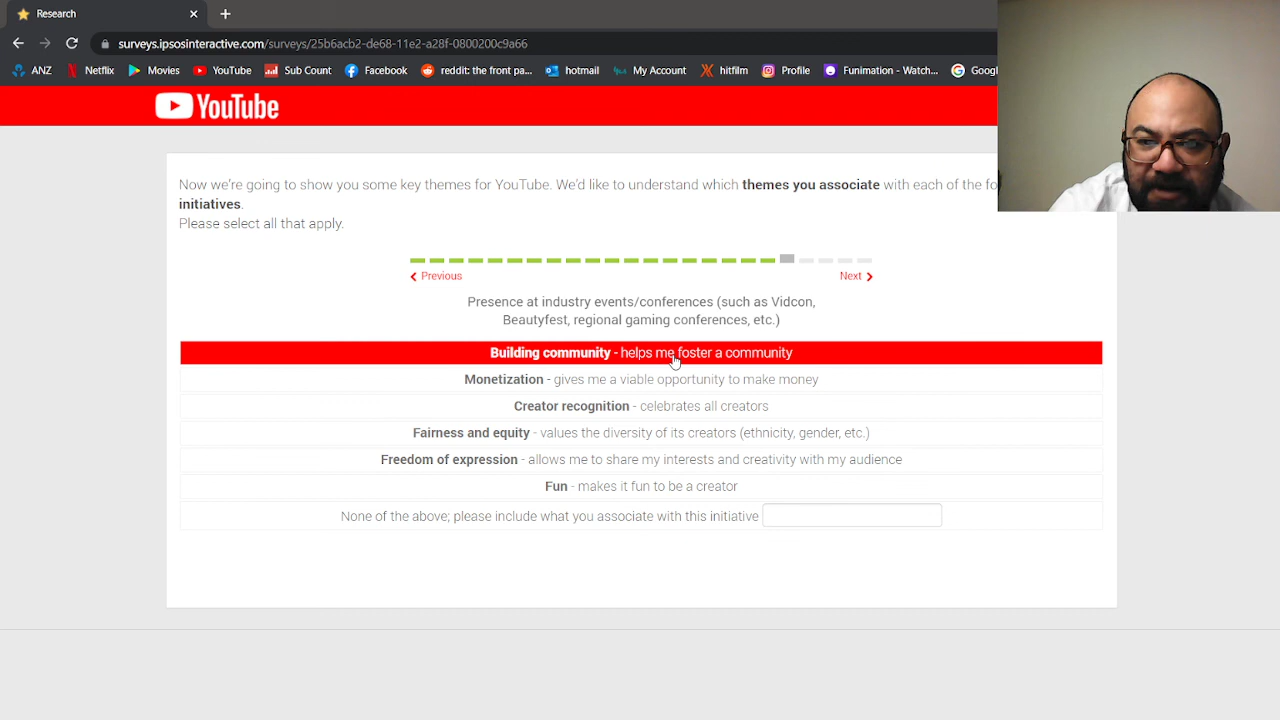 Research
surveys.ipsosinteractive.com/surveys/25b6acb2-de68-11e2-a28f-0800200c9a66
ANZ Netflix Movies YouTube Sub Count Facebook reddit: the front pa... hotmail My Account hitfilm Profile Funimation - Watch... Googl
YouTube
Now we're going to show you some key themes for YouTube. We'd like to understand which themes you associate with each of the fo
initiatives.
Please select all that apply.
Previous Next
Presence at industry events/conferences (such as Vidcon,
Beautyfest, regional gaming conferences, etc.)
Building community - helps me foster a community
Monetization - gives me a viable opportunity to make money
Creator recognition - celebrates all creators
Fairness and equity - values the diversity of its creators (ethnicity, gender, etc.)
Freedom of expression - allows me to share my interests and creativity with my audience
Fun - makes it fun to be a creator
None of the above; please include what you associate with this initiative